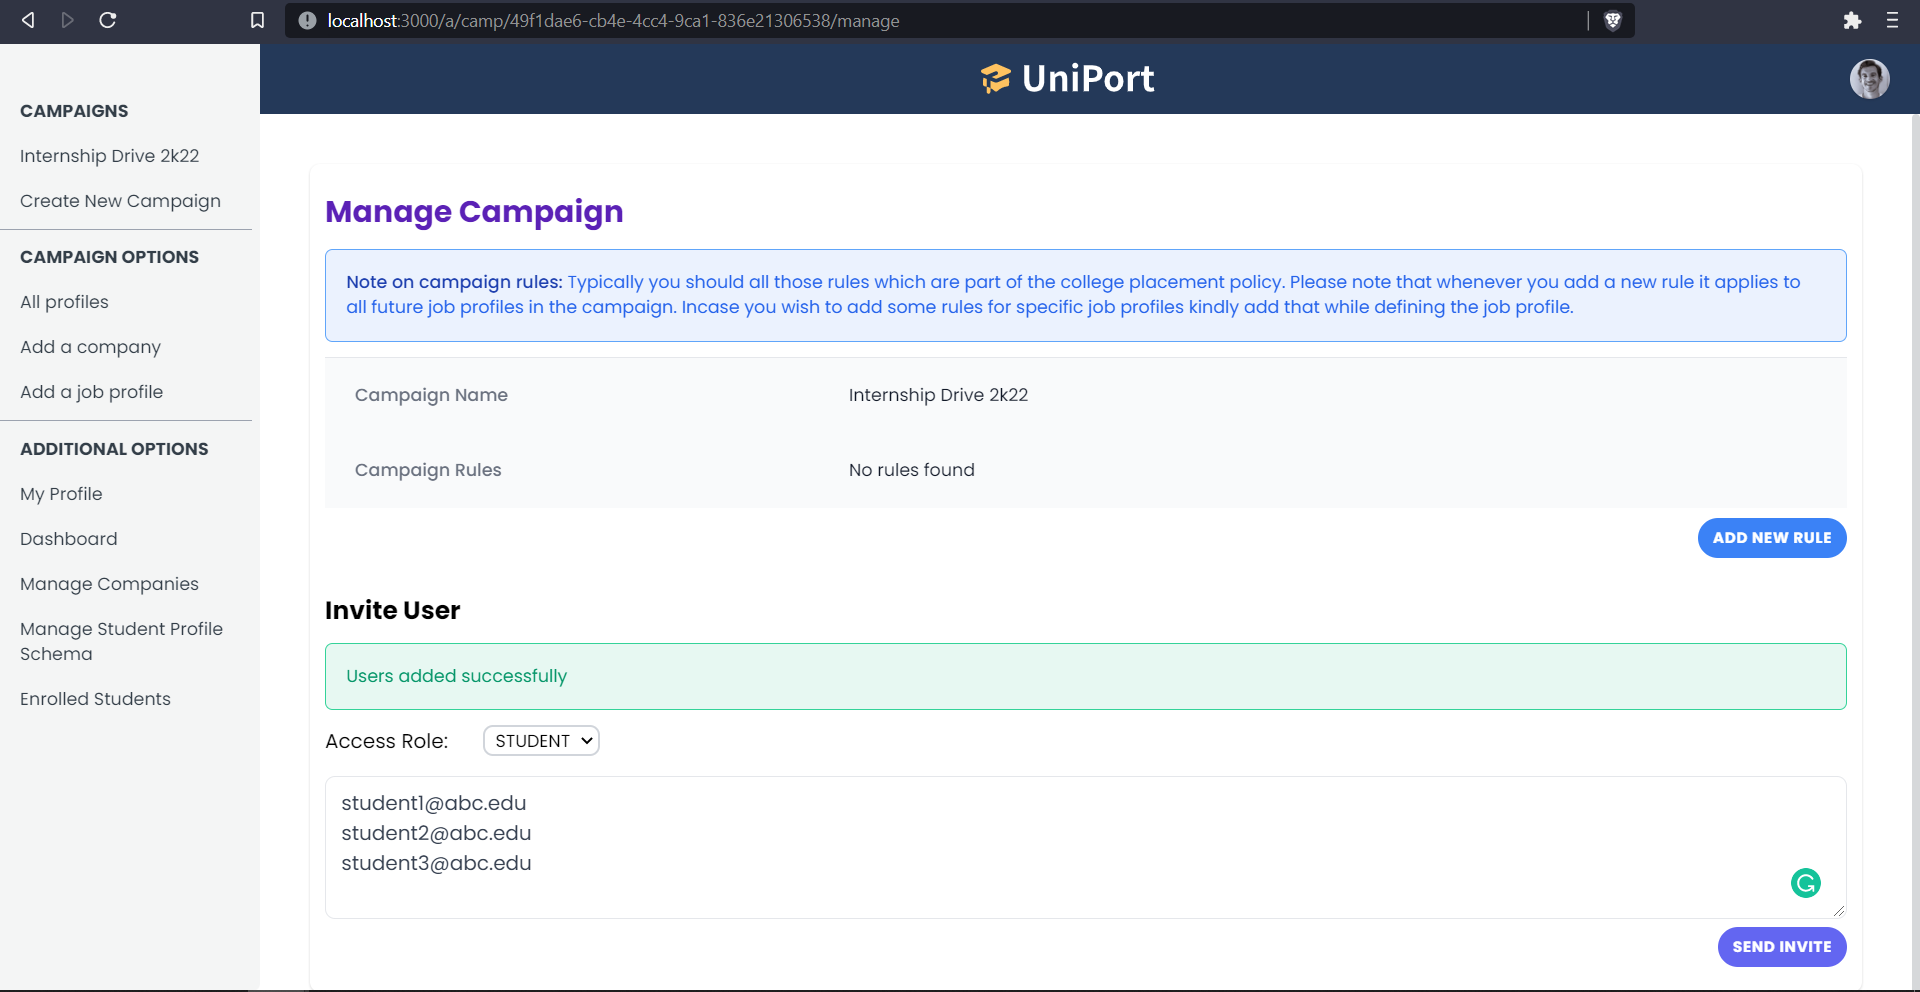 localhost:3000/a/camp/49f1dae6-cb4e-4cc4-9ca1-836e21306538/manage
UniPort
CAMPAIGNS
Internship Drive 2k22
Create New Campaign
CAMPAIGN OPTIONS
All profiles
Add a company
Add a job profile
ADDITIONAL OPTIONS
My Profile
Dashboard
Manage Companies
Manage Student Profile
Schema
Enrolled Students
Manage Campaign
Note on campaign rules: Typically you should all those rules which are part of the college placement policy. Please note that whenever you add a new rule it applies to
all future job profiles in the campaign. Incase you wish to add some rules for specific job profiles kindly add that while defining the job profile.
Campaign Name Internship Drive 2k22
Campaign Rules No rules found
ADD NEW RULE
Invite User
Users added successfully
Access Role: STUDENT
student1@abc.edu
student2@abc.edu
student3@abc.edu
SEND INVITE